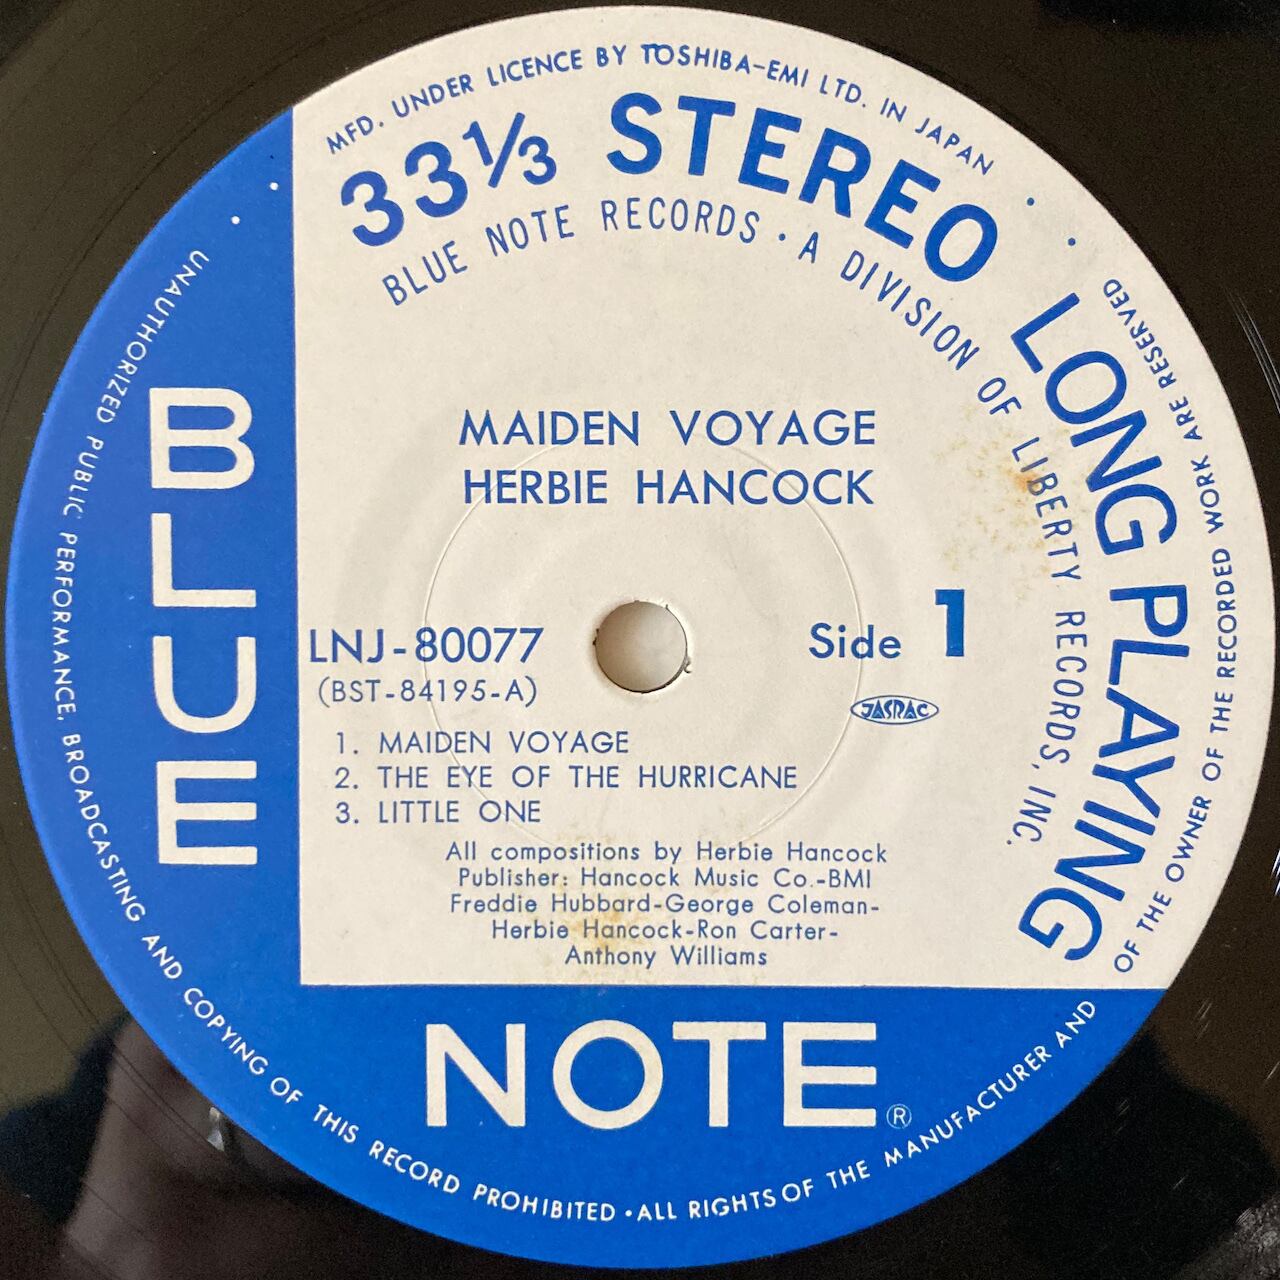 MFD. UNDER LICENCE BY TOSHIBA-EMI LTD. IN JAPAN
33⅓ STEREO LONG PLAYING
BLUE NOTE RECORDS · A DIVISION OF LIBERTY RECORDS, INC.
MAIDEN VOYAGE
HERBIE HANCOCK
LNJ-80077
(BST-84195-A)
Side 1
JASRAC
1. MAIDEN VOYAGE
2. THE EYE OF THE HURRICANE
3. LITTLE ONE
All compositions by Herbie Hancock
Publisher: Hancock Music Co.-BMI
Freddie Hubbard-George Coleman-
Herbie Hancock-Ron Carter-
Anthony Williams
BLUE
NOTE®
UNAUTHORIZED PUBLIC PERFORMANCE, BROADCASTING AND COPYING OF THIS RECORD PROHIBITED • ALL RIGHTS OF THE MANUFACTURER AND OF THE OWNER OF THE RECORDED WORK ARE RESERVED